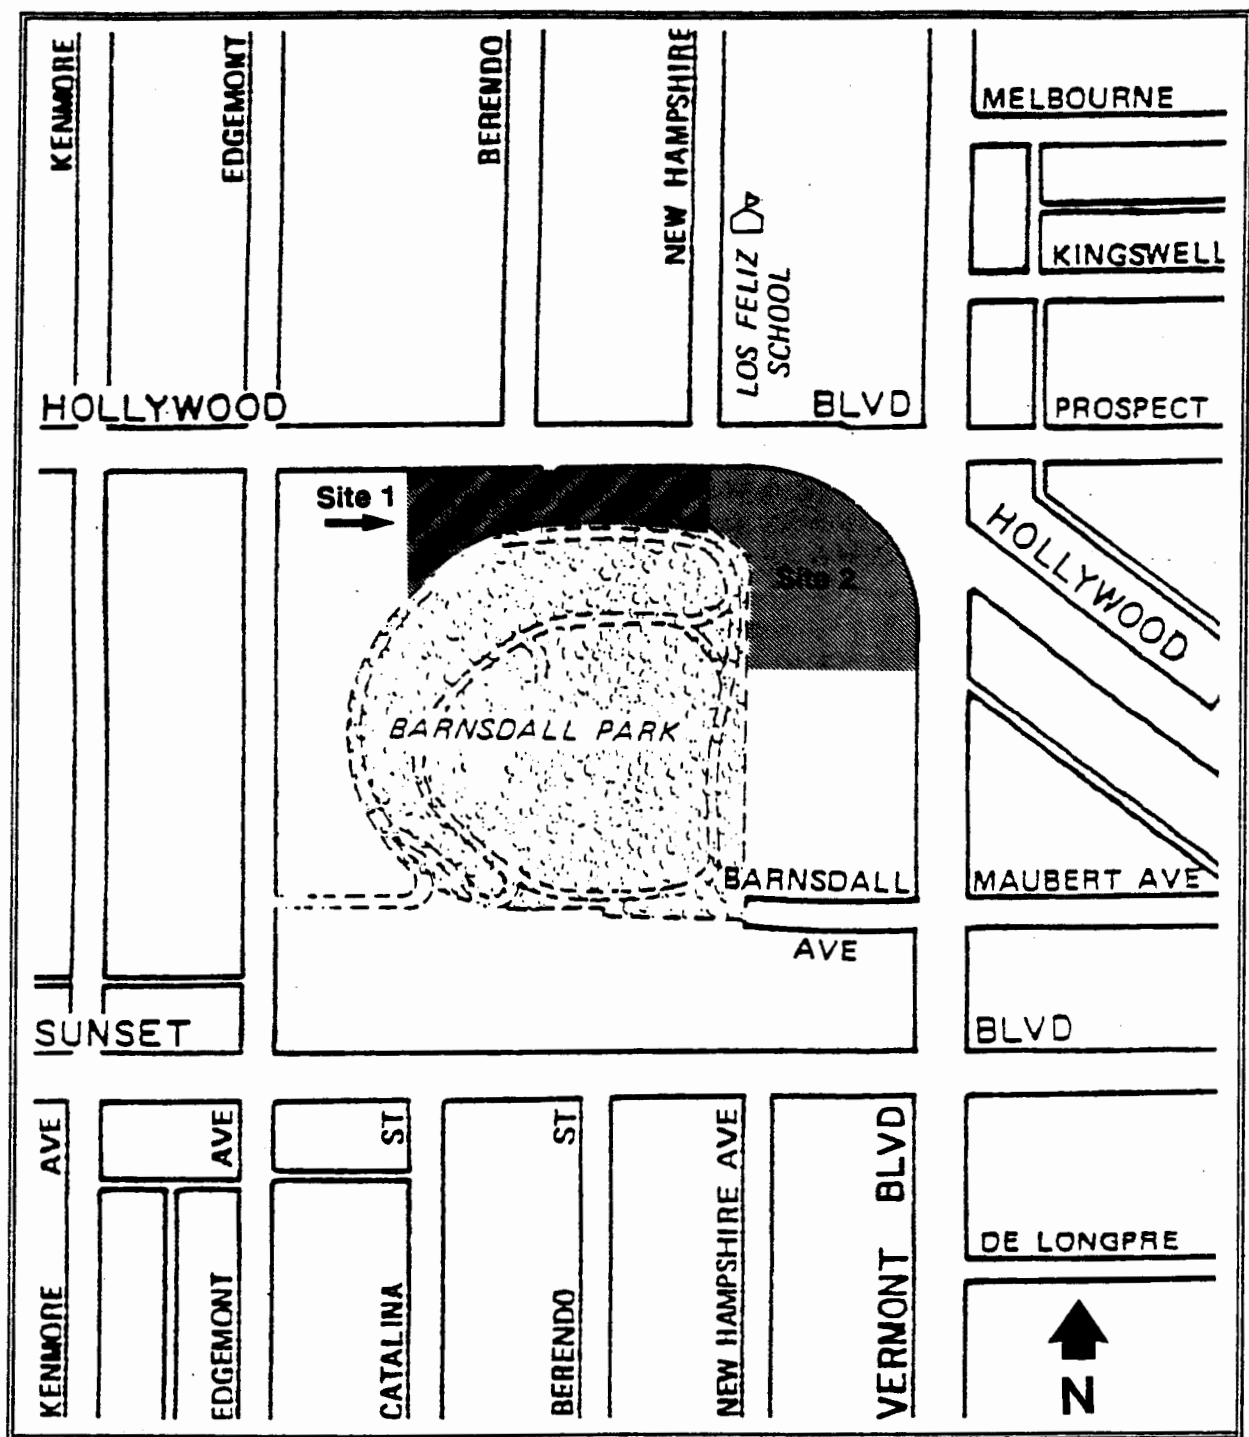 KENMORE
EDGEMONT
BERENDO
NEW HAMPSHIRE
MELBOURNE
KINGSWELL
LOS FELIZ
SCHOOL
HOLLYWOOD
BLVD
PROSPECT
Site 1
HOLLYWOOD
Site 2
BARNSDALL PARK
BARNSDALL
AVE
MAUBERT AVE
SUNSET
BLVD
KENMORE AVE
EDGEMONT AVE
CATALINA ST
BERENDO ST
NEW HAMPSHIRE AVE
VERMONT BLVD
DE LONGPRE
N